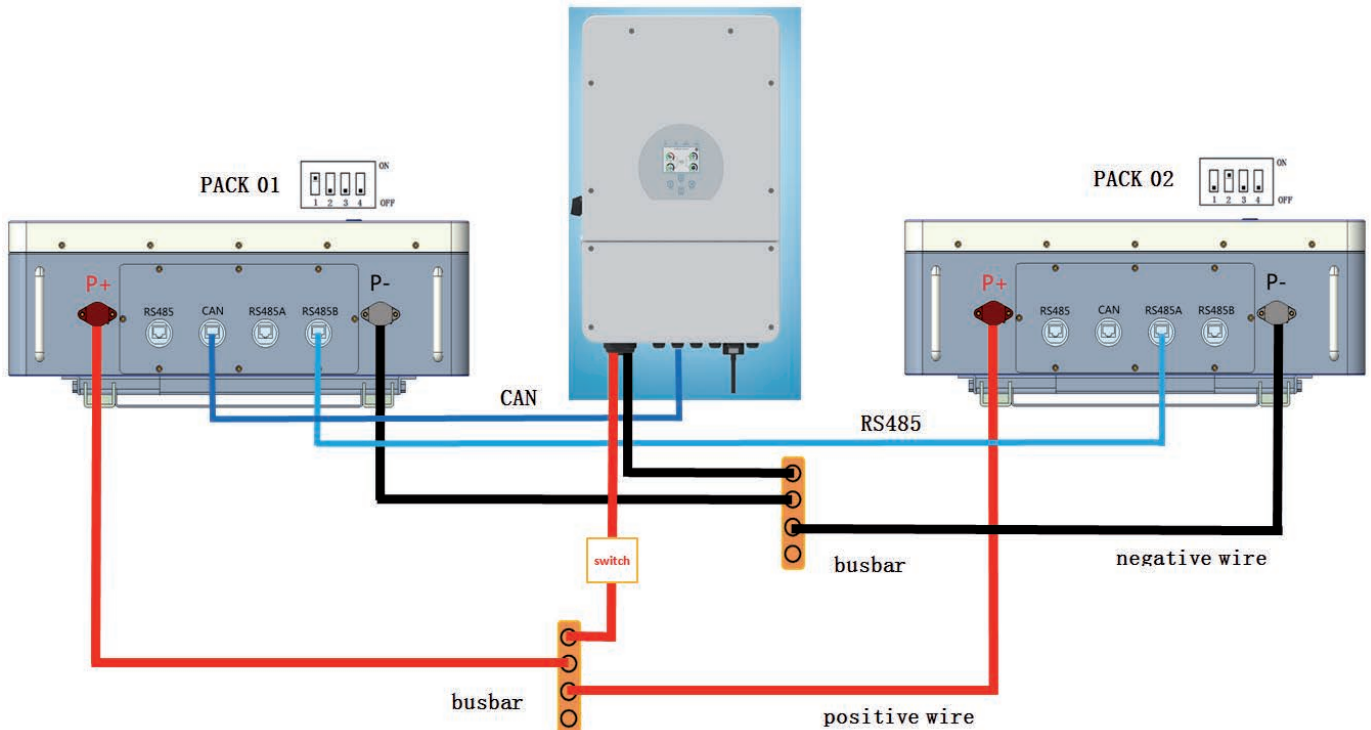 PACK 01
ON
1 2 3 4
OFF
PACK 02
ON
1 2 3 4
OFF
P+
RS485
CAN
RS485A
RS485B
P-
P+
RS485
CAN
RS485A
RS485B
P-
CAN
RS485
switch
busbar
negative wire
busbar
positive wire